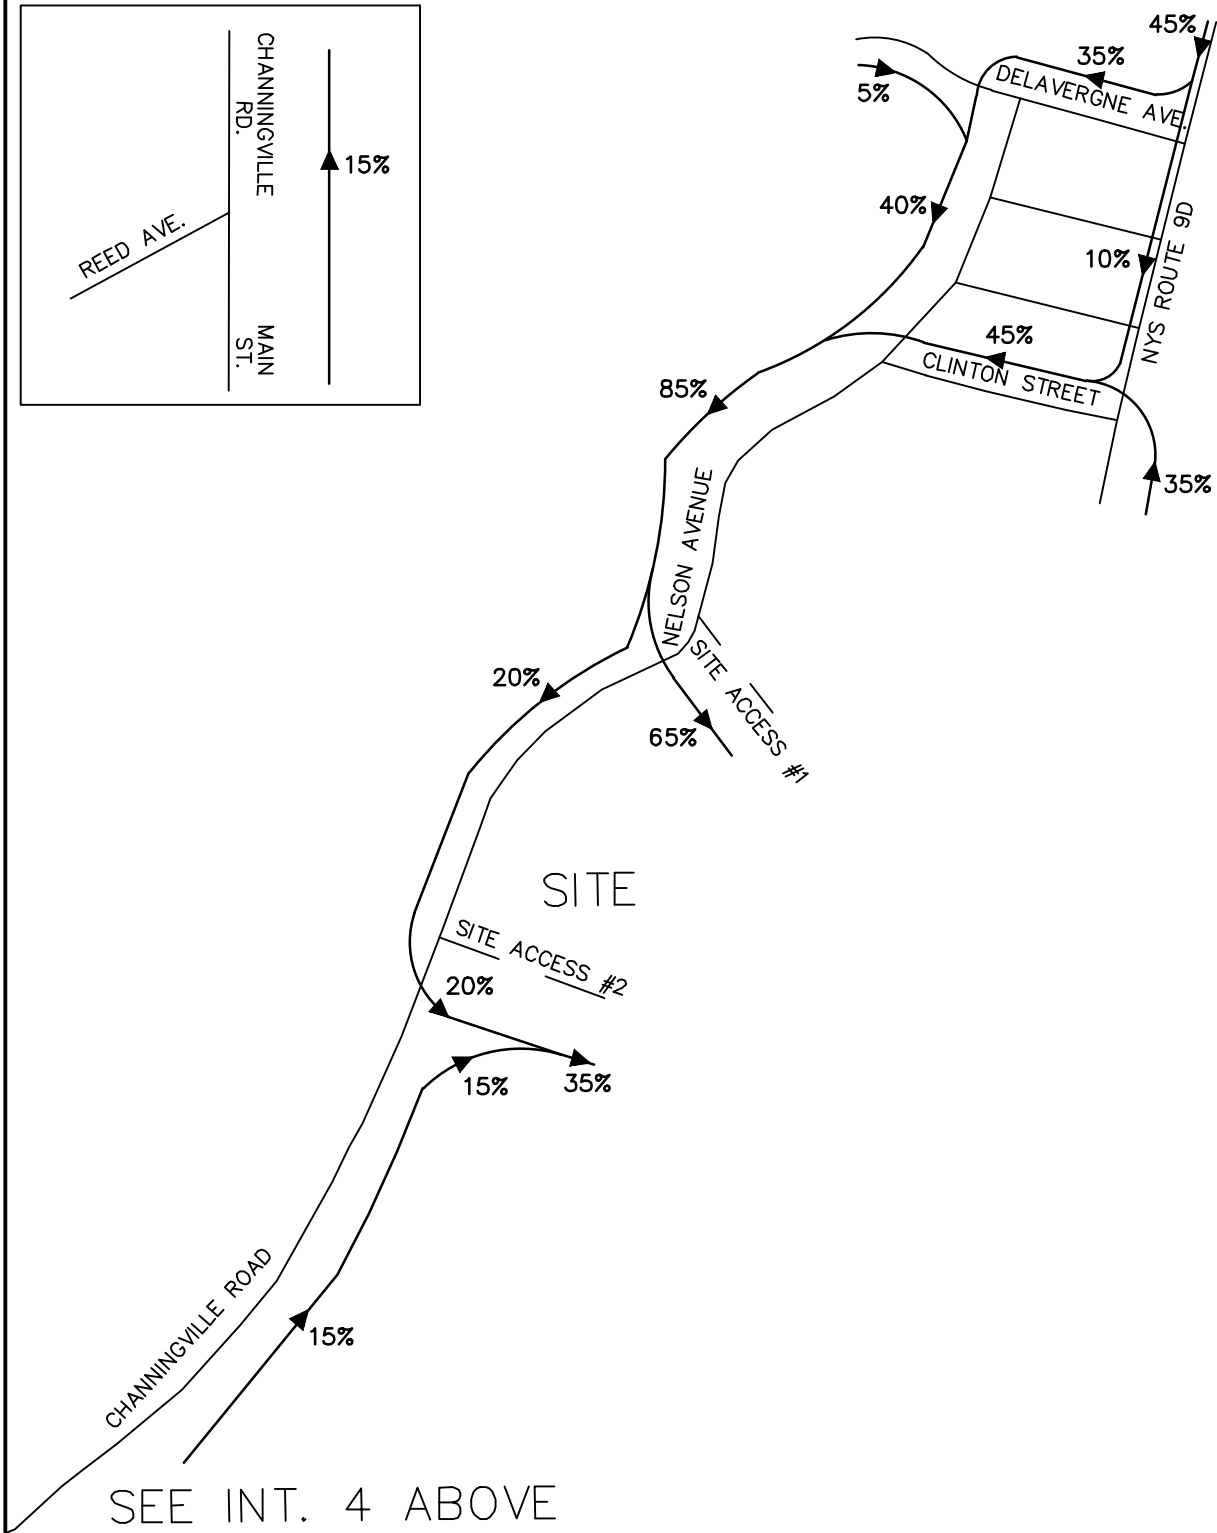 CHANNINGVILLE
RD.
15%
REED AVE.
MAIN
ST.
45%
35%
DELAVERGNE AVE.
5%
40%
10%
NYS ROUTE 9D
45%
CLINTON STREET
85%
35%
NELSON AVENUE
20%
SITE ACCESS #1
65%
SITE
SITE ACCESS #2
20%
15%
35%
CHANNINGVILLE ROAD
15%
SEE INT. 4 ABOVE